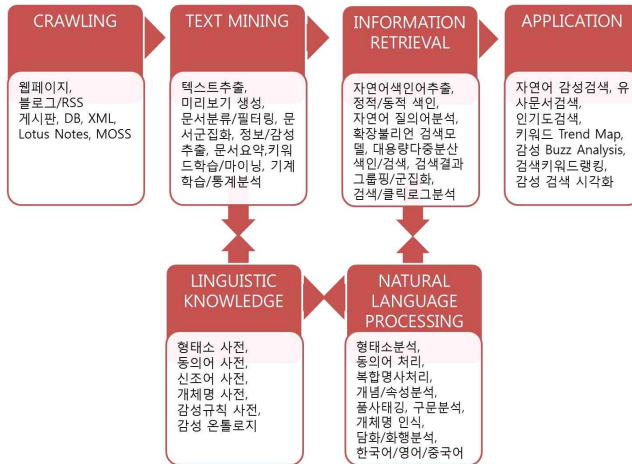 CRAWLING
웹페이지,
블로그/RSS
게시판, DB, XML,
Lotus Notes, MOSS
TEXT MINING
텍스트추출,
미리보기 생성,
문서분류/필터링, 문
서군집화, 정보/감성
추출, 문서요약,키워
드학습/마이닝, 기계
학습/통계분석
INFORMATION
RETRIEVAL
자연어색인어추출,
정적/동적 색인,
자연어 질의어분석,
확장불리언 검색모
델, 대용량다중분산
색인/검색, 검색결과
그룹핑/군집화,
검색/클릭로그분석
APPLICATION
자연어 감성검색, 유
사문서검색,
인기도검색,
키워드 Trend Map,
감성 Buzz Analysis,
검색키워드랭킹,
감성 검색 시각화
LINGUISTIC
KNOWLEDGE
형태소 사전,
동의어 사전,
신조어 사전,
개체명 사전,
감성규칙 사전,
감성 온톨로지
NATURAL
LANGUAGE
PROCESSING
형태소분석,
동의어 처리,
복합명사처리,
개념/속성분석,
품사태깅, 구문분석,
개체명 인식,
담화/화행분석,
한국어/영어/중국어